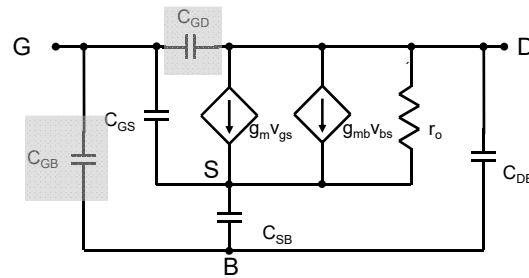 C_GD
G
D
C_GS
g_m v_gs
g_mb v_bs
r_o
C_GB
S
C_DB
C_SB
B